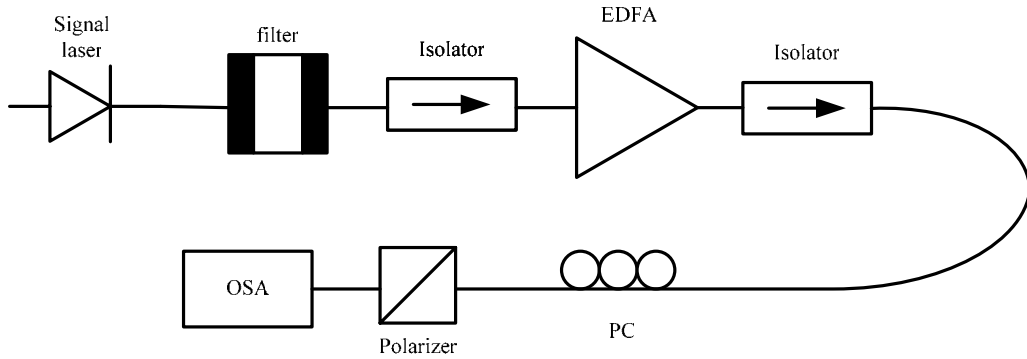 Signal
laser
filter
Isolator
EDFA
Isolator
OSA
Polarizer
PC